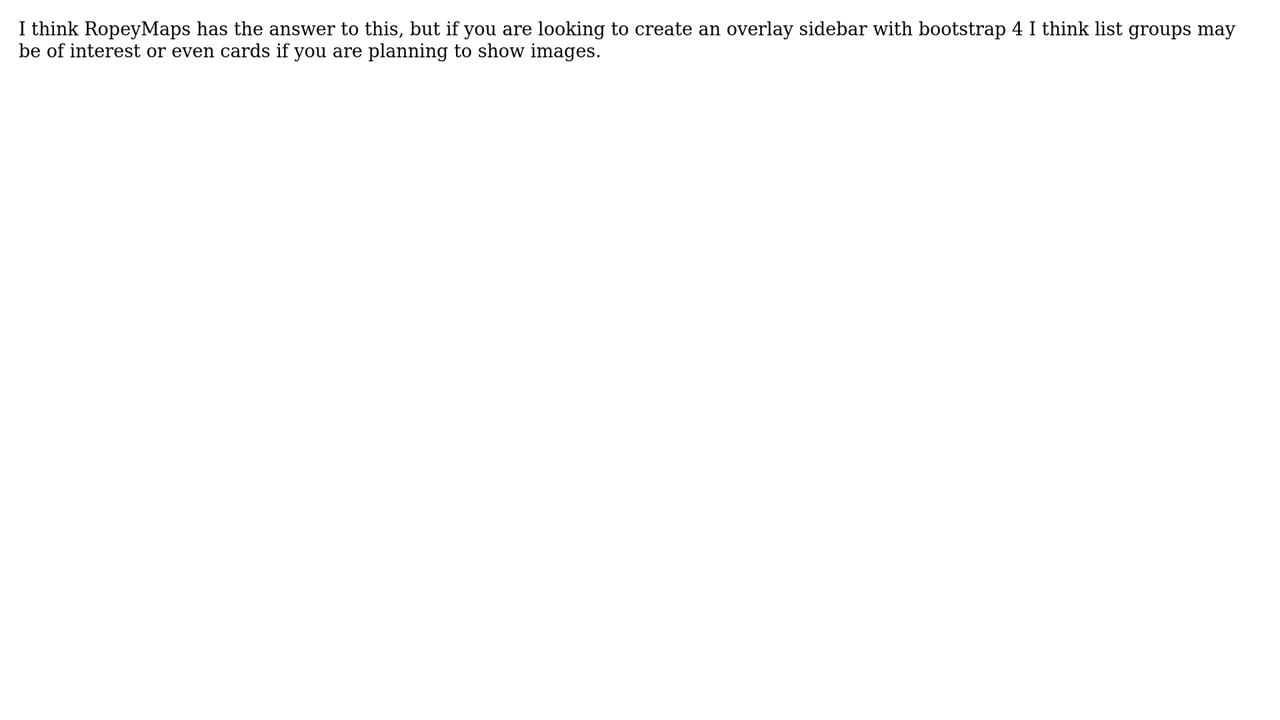 I think RopeyMaps has the answer to this, but if you are looking to create an overlay sidebar with bootstrap 4 I think list groups may
be of interest or even cards if you are planning to show images.